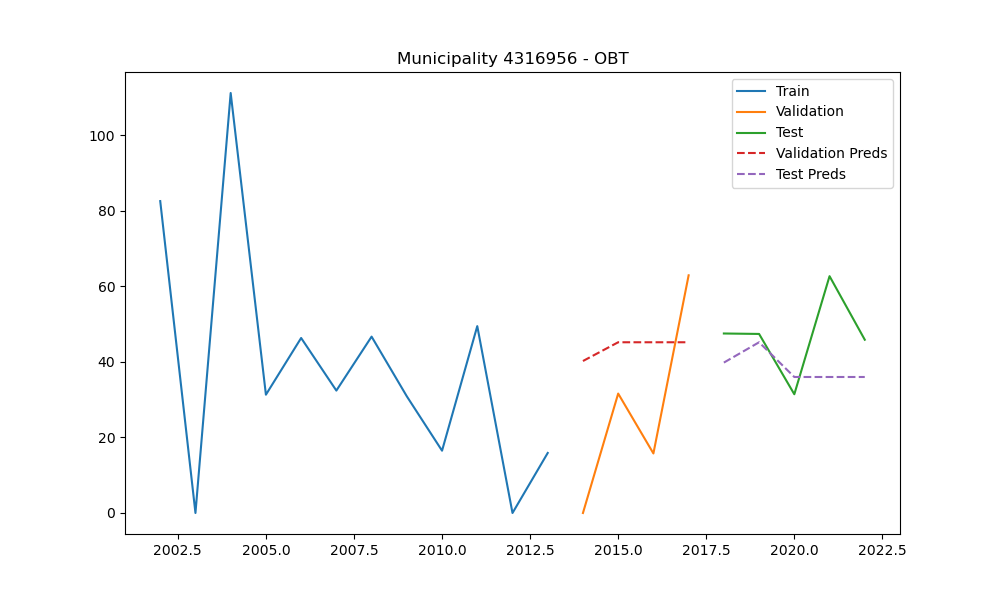 Municipality 4316956 - OBT
Train
Validation
Test
Validation Preds
Test Preds
100
80
60
40
20
0
2002.5 2005.0 2007.5 2010.0 2012.5 2015.0 2017.5 2020.0 2022.5